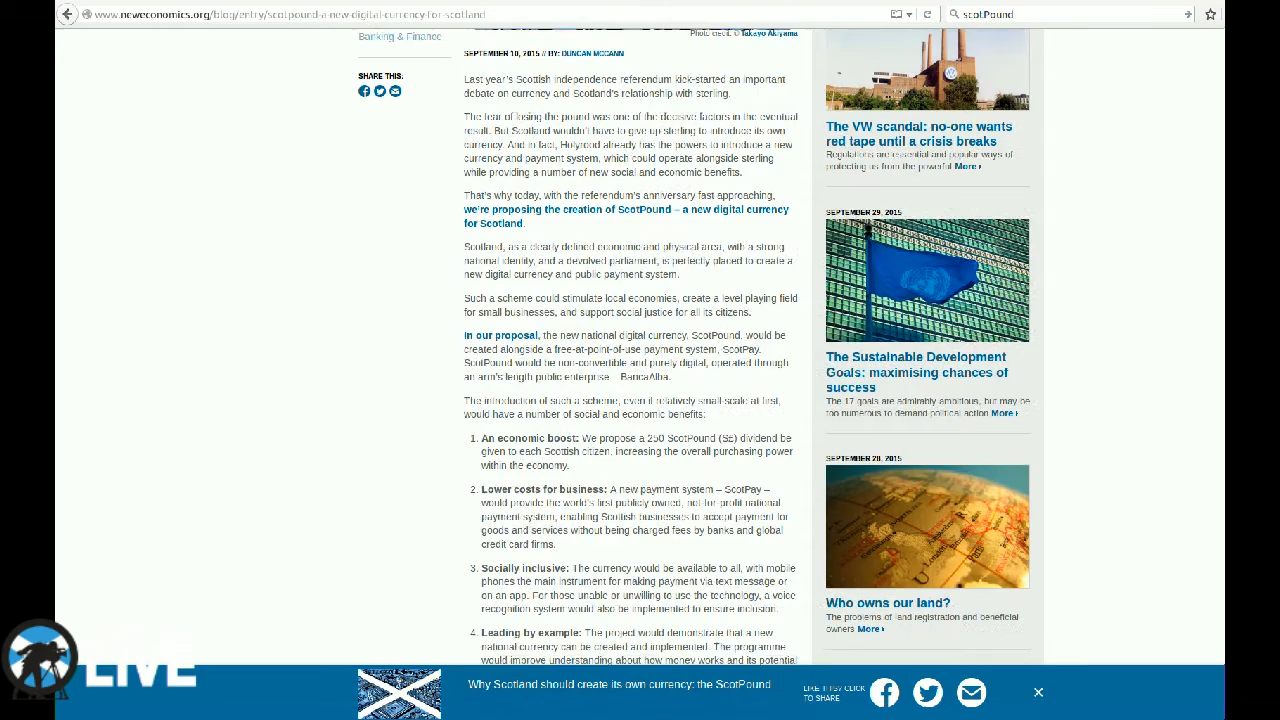 www.neweconomics.org/blog/entry/scotpound-a-new-digital-currency-for-scotland
scotPound
Banking & Finance
Photo credit: © Takayo Akiyama
SEPTEMBER 10, 2015 // BY: DUNCAN MCCANN
SHARE THIS:
Last year's Scottish independence referendum kick-started an important
debate on currency and Scotland's relationship with sterling.
The fear of losing the pound was one of the decisive factors in the eventual
result. But Scotland wouldn't have to give up sterling to introduce its own
currency. And in fact, Holyrood already has the powers to introduce a new
currency and payment system, which could operate alongside sterling
while providing a number of new social and economic benefits.
That's why today, with the referendum's anniversary fast approaching,
we're proposing the creation of ScotPound – a new digital currency
for Scotland.
Scotland, as a clearly defined economic and physical area, with a strong
national identity, and a devolved parliament, is perfectly placed to create a
new digital currency and public payment system.
Such a scheme could stimulate local economies, create a level playing field
for small businesses, and support social justice for all its citizens.
In our proposal, the new national digital currency, ScotPound, would be
created alongside a free-at-point-of-use payment system, ScotPay.
ScotPound would be non-convertible and purely digital, operated through
an arm's length public enterprise – BancaAlba.
The introduction of such a scheme, even if relatively small-scale at first,
would have a number of social and economic benefits:
1. An economic boost: We propose a 250 ScotPound (S£) dividend be
given to each Scottish citizen, increasing the overall purchasing power
within the economy.
2. Lower costs for business: A new payment system – ScotPay –
would provide the world's first publicly owned, not-for-profit national
payment system, enabling Scottish businesses to accept payment for
goods and services without being charged fees by banks and global
credit card firms.
3. Socially inclusive: The currency would be available to all, with mobile
phones the main instrument for making payment via text message or
on an app. For those unable or unwilling to use the technology, a voice
recognition system would also be implemented to ensure inclusion.
4. Leading by example: The project would demonstrate that a new
national currency can be created and implemented. The programme
would improve understanding about how money works and its potential
The VW scandal: no-one wants
red tape until a crisis breaks
Regulations are essential and popular ways of
protecting us from the powerful More
SEPTEMBER 29, 2015
The Sustainable Development
Goals: maximising chances of
success
The 17 goals are admirably ambitious, but may be
too numerous to demand political action More
SEPTEMBER 28, 2015
Who owns our land?
The problems of land registration and beneficial
owners More
LIVE
Why Scotland should create its own currency: the ScotPound
LIKE THIS? CLICK
TO SHARE